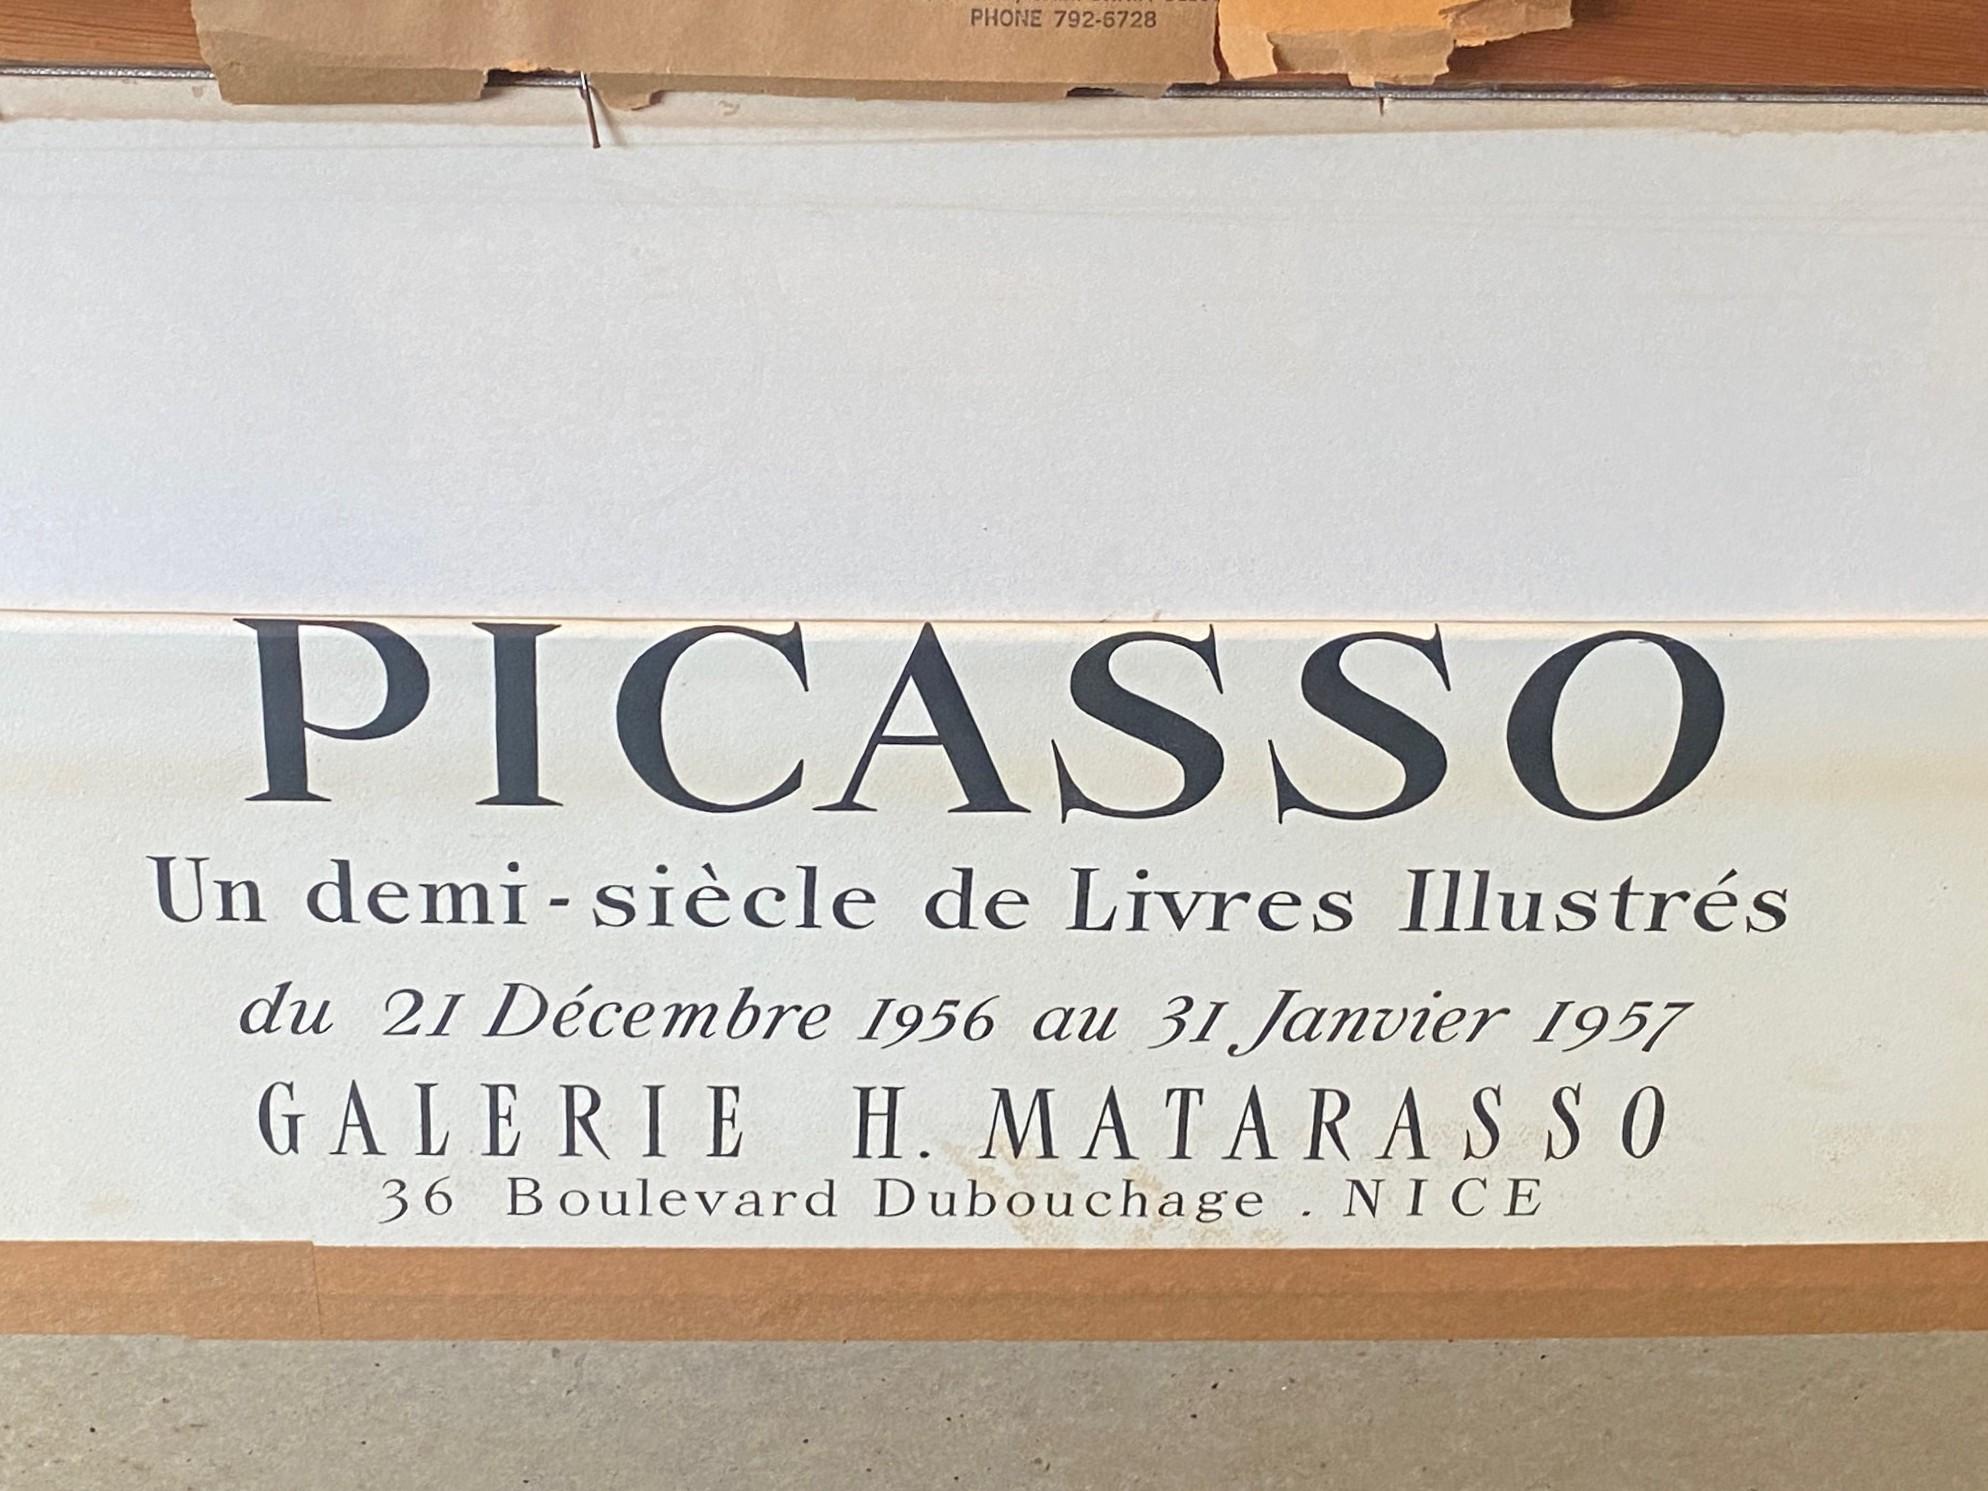 PHONE 792-6728
PICASSO
Un demi-siècle de Livres Illustrés
du 21 Décembre 1956 au 31 Janvier 1957
GALERIE H. MATARASSO
36 Boulevard Dubouchage . NICE